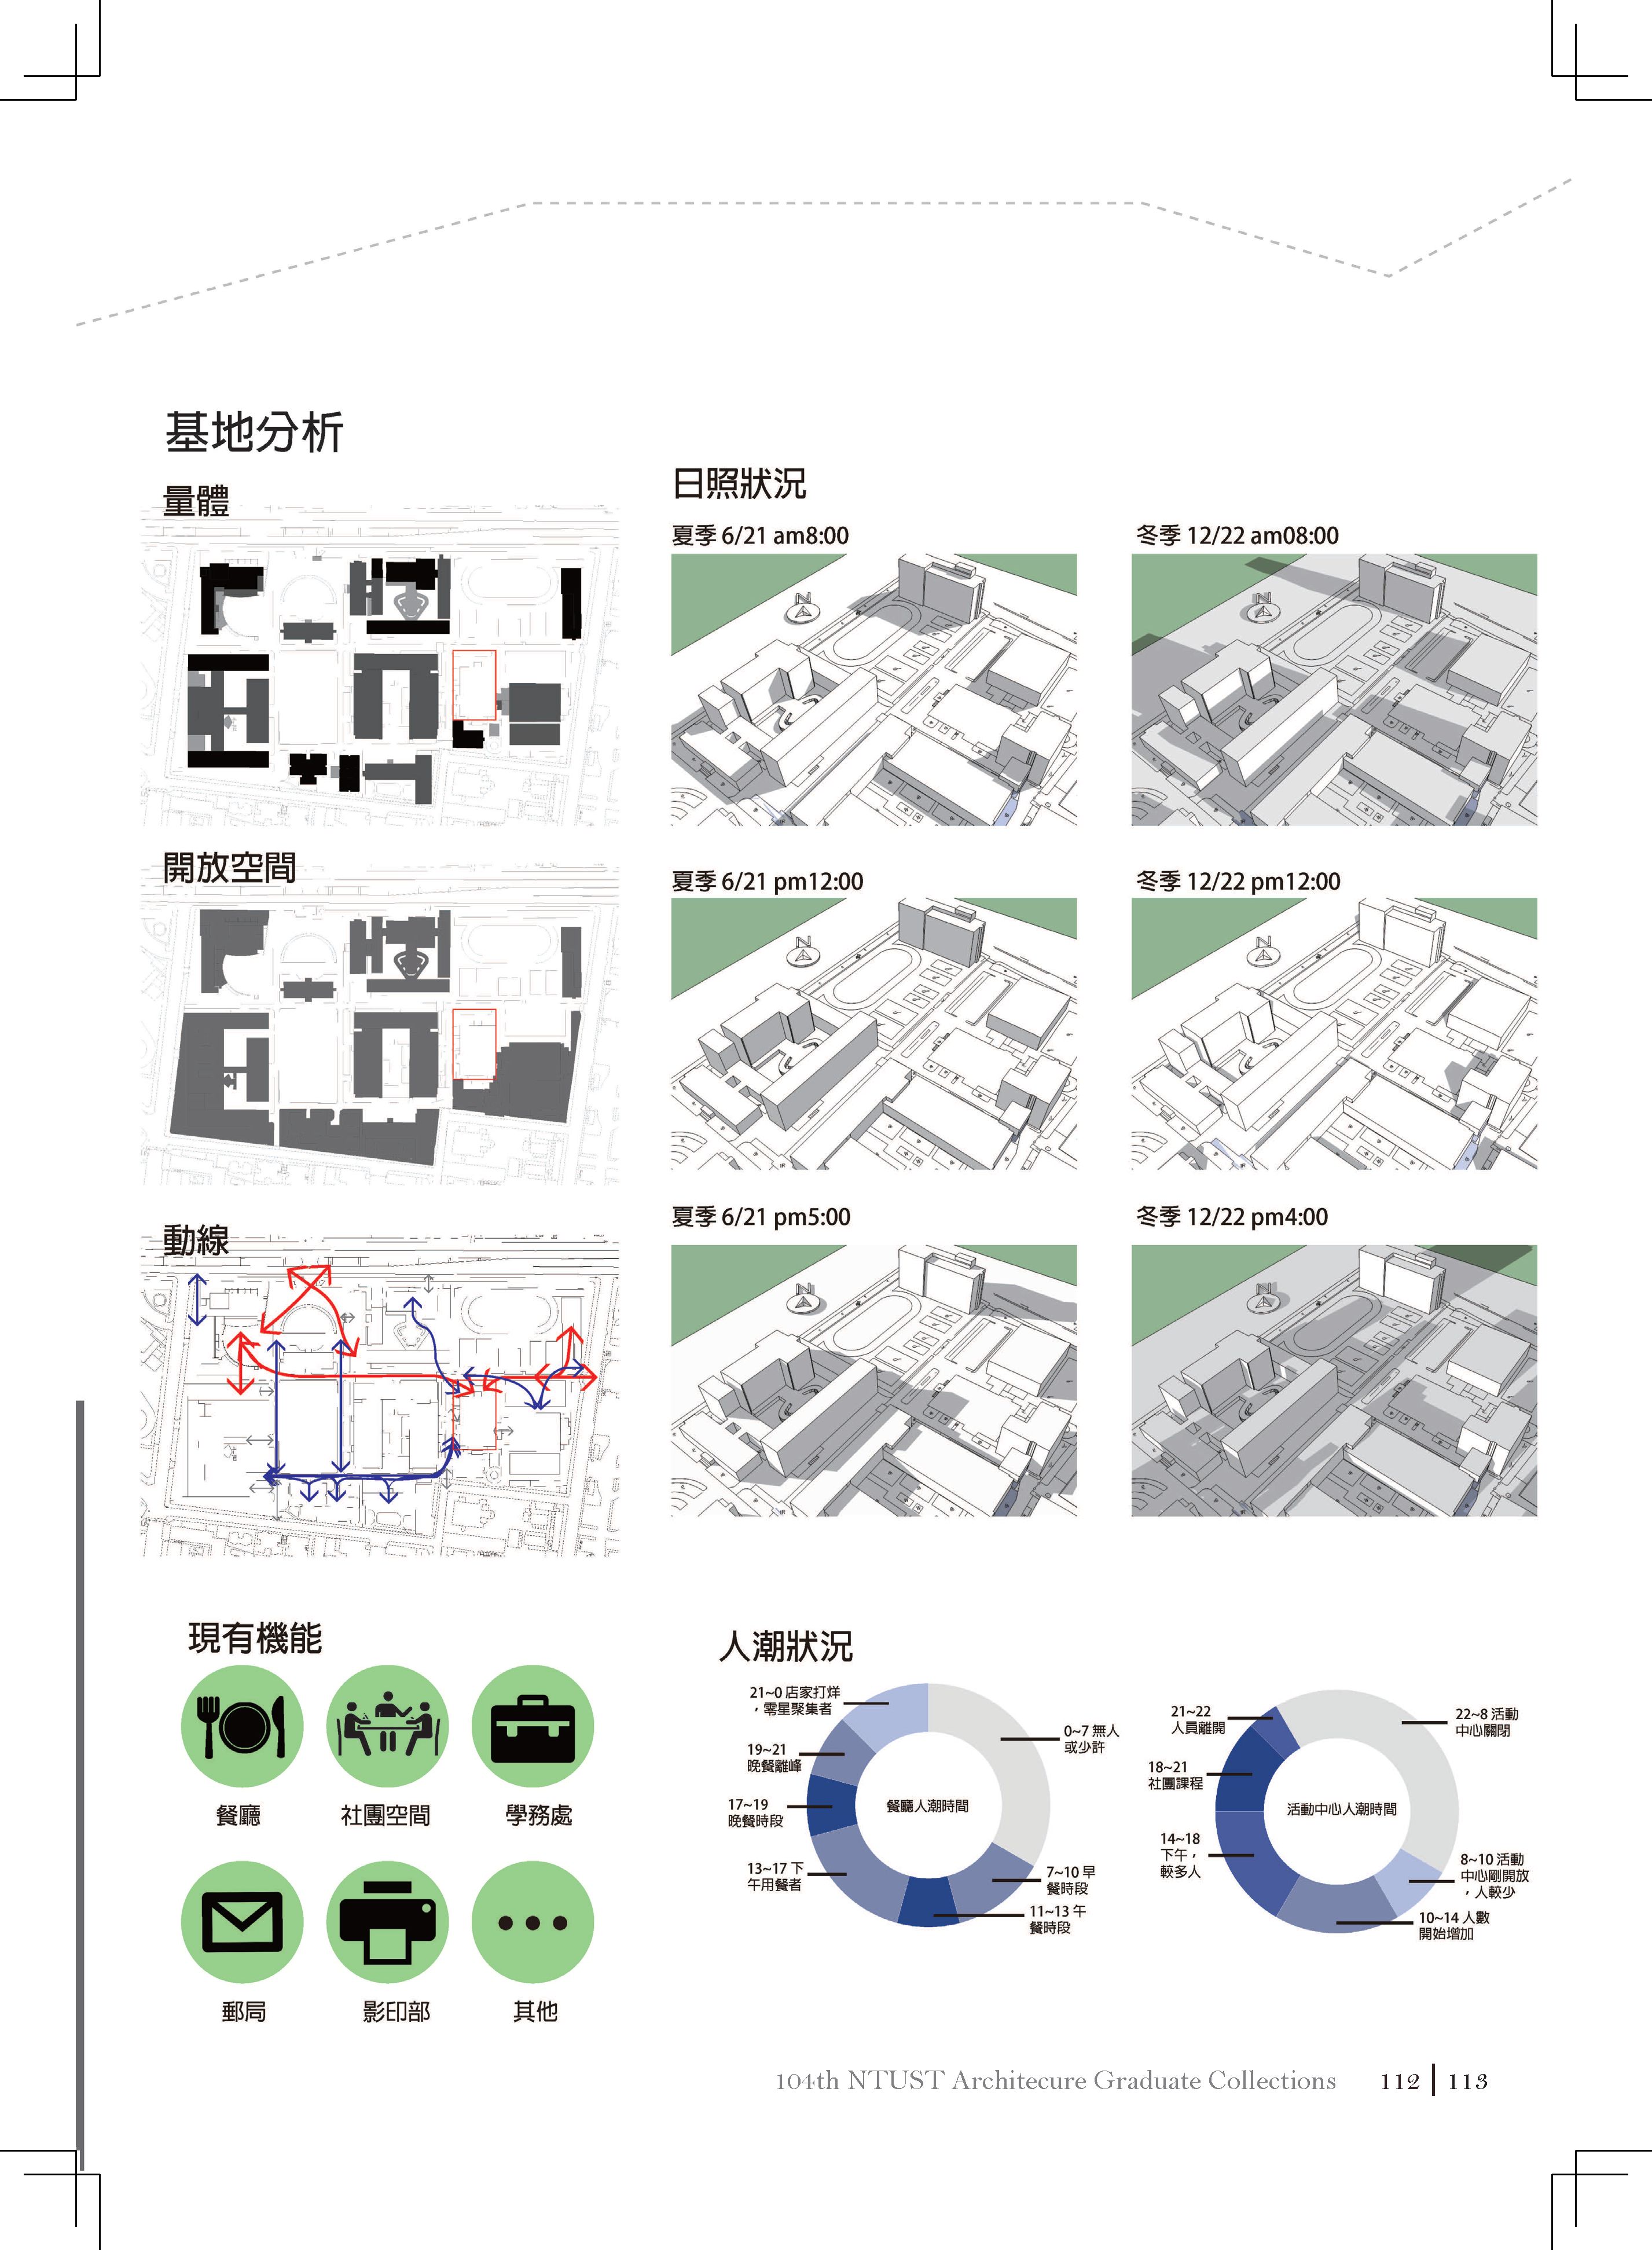 基地分析
量體
開放空間
動線
日照狀況
夏季 6/21 am8:00
冬季 12/22 am08:00
N
N
夏季 6/21 pm12:00
冬季 12/22 pm12:00
N
N
夏季 6/21 pm5:00
冬季 12/22 pm4:00
N
N
現有機能
餐廳
社團空間
學務處
郵局
影印部
其他
人潮狀況
21~0 店家打烊
，零星聚集者
0~7 無人
或少許
19~21
晚餐離峰
17~19
晚餐時段
餐廳人潮時間
13~17 下
午用餐者
7~10 早
餐時段
11~13 午
餐時段
21~22
人員離開
22~8 活動
中心關閉
18~21
社團課程
活動中心人潮時間
14~18
下午，
較多人
8~10 活動
中心剛開放
，人較少
10~14 人數
開始增加
104th NTUST Architecure Graduate Collections
112 | 113